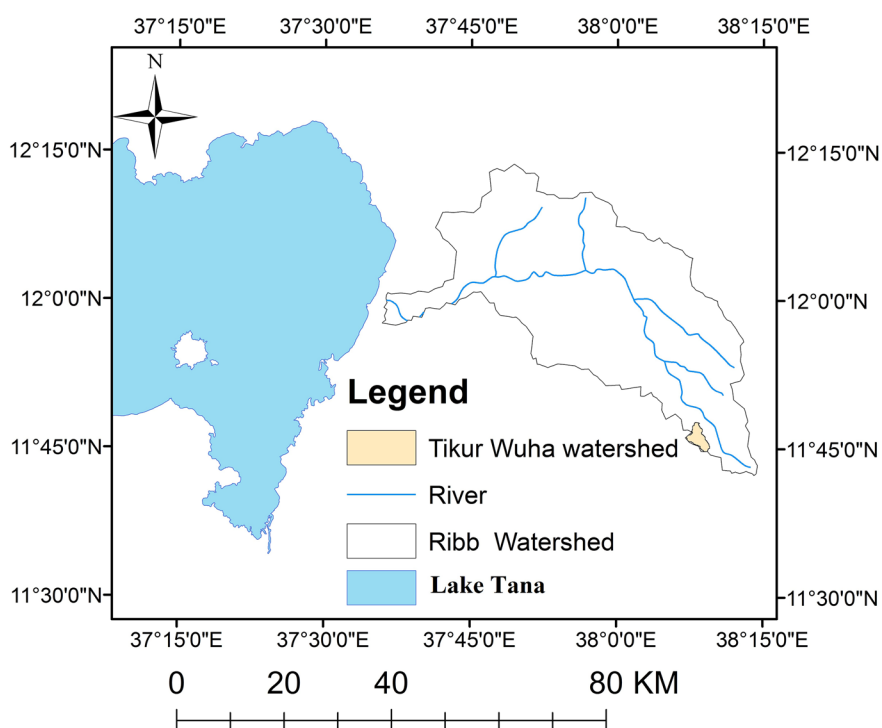 37°15'0"E 37°30'0"E 37°45'0"E 38°0'0"E 38°15'0"E
N
12°15'0"N 12°15'0"N
12°0'0"N 12°0'0"N
Legend
11°45'0"N Tikur Wuha watershed 11°45'0"N
River
Ribb Watershed
11°30'0"N Lake Tana 11°30'0"N
37°15'0"E 37°30'0"E 37°45'0"E 38°0'0"E 38°15'0"E
0 20 40 80 KM